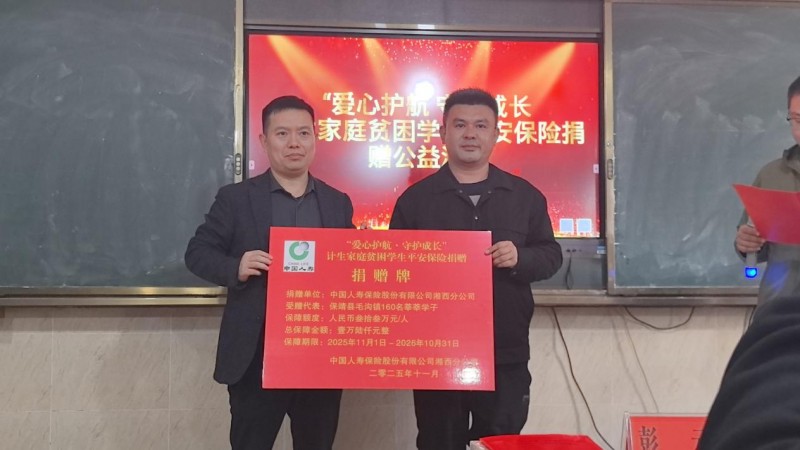 "爱心护航 成长
家庭贫困学 安保险捐
赠公益
中国人寿
"爱心护航·守护成长"
计生家庭贫困学生平安保险捐赠
捐赠牌
捐赠单位：中国人寿保险股份有限公司湘西分公司
受赠代表：保靖县毛沟镇160名莘莘学子
保障额度：人民币叁拾叁万元/人
总保障金额：壹万陆仟元整
保障期限：2025年11月1日－2026年10月31日
中国人寿保险股份有限公司湘西分公司
二零二五年十一月
彭